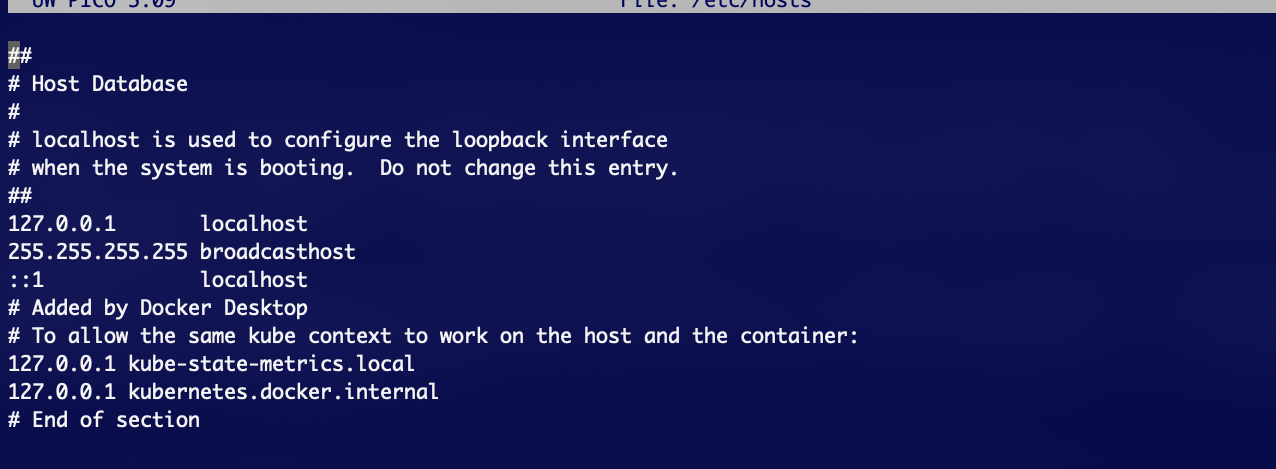 UW PICO 5.09 File: /etc/hosts
##
# Host Database
#
# localhost is used to configure the loopback interface
# when the system is booting.  Do not change this entry.
##
127.0.0.1       localhost
255.255.255.255 broadcasthost
::1             localhost
# Added by Docker Desktop
# To allow the same kube context to work on the host and the container:
127.0.0.1 kube-state-metrics.local
127.0.0.1 kubernetes.docker.internal
# End of section